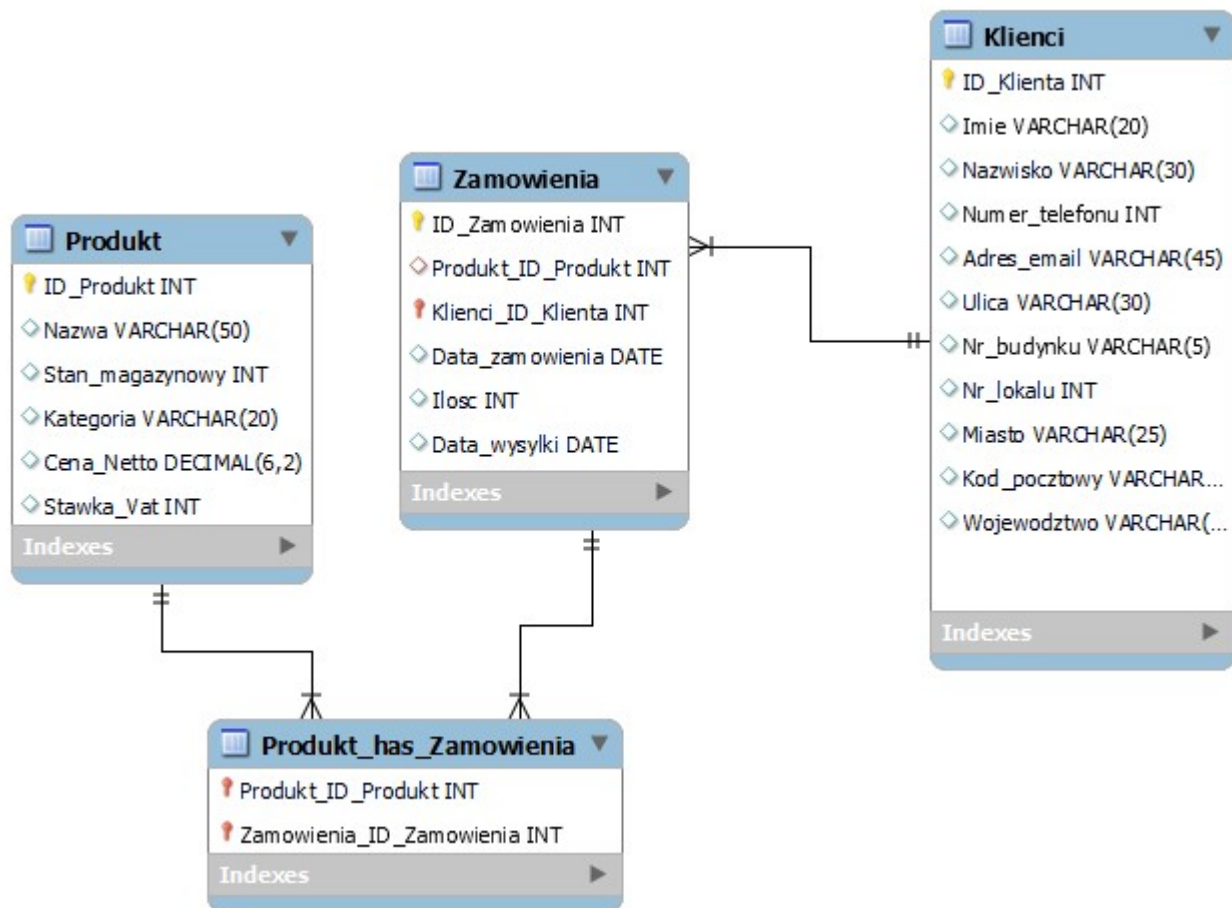 Klienci
ID_Klienta INT
Imie VARCHAR(20)
Nazwisko VARCHAR(30)
Numer_telefonu INT
Adres_email VARCHAR(45)
Ulica VARCHAR(30)
Nr_budynku VARCHAR(5)
Nr_lokalu INT
Miasto VARCHAR(25)
Kod_pocztowy VARCHAR...
Wojewodztwo VARCHAR(...
Indexes
Zamowienia
ID_Zamowienia INT
Produkt_ID_Produkt INT
Klienci_ID_Klienta INT
Data_zamowienia DATE
Ilosc INT
Data_wysylki DATE
Indexes
Produkt
ID_Produkt INT
Nazwa VARCHAR(50)
Stan_magazynowy INT
Kategoria VARCHAR(20)
Cena_Netto DECIMAL(6,2)
Stawka_Vat INT
Indexes
Produkt_has_Zamowienia
Produkt_ID_Produkt INT
Zamowienia_ID_Zamowienia INT
Indexes